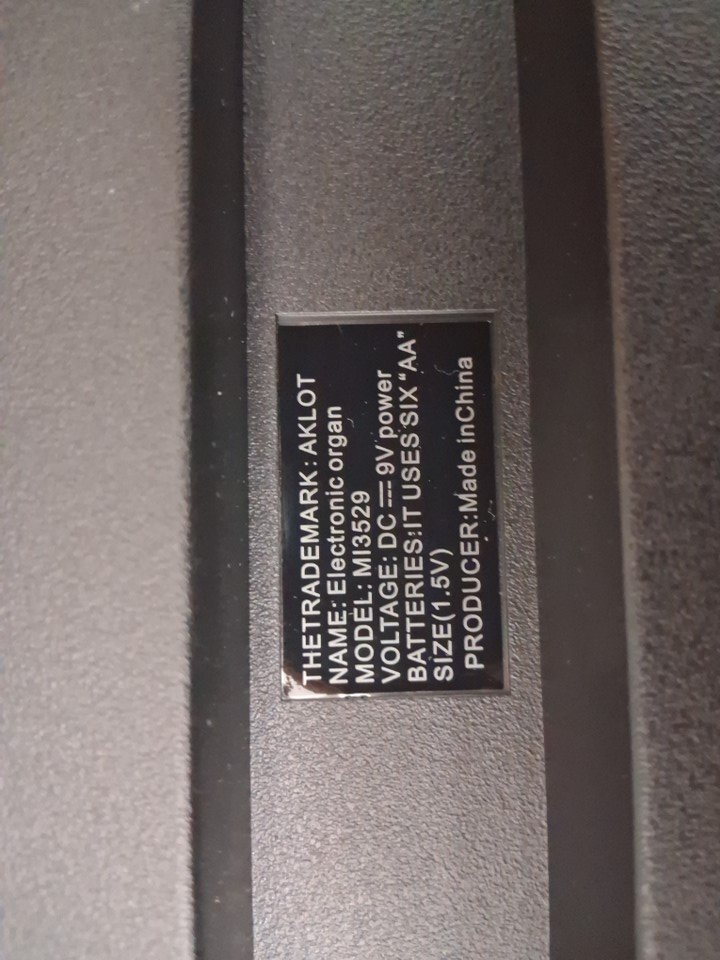 THETRADEMARK: AKLOT
NAME: Electronic organ
MODEL: MI3529
VOLTAGE: DC 9V power
BATTERIES:IT USES SIX "AA"
SIZE(1.5V)
PRODUCER:Made inChina